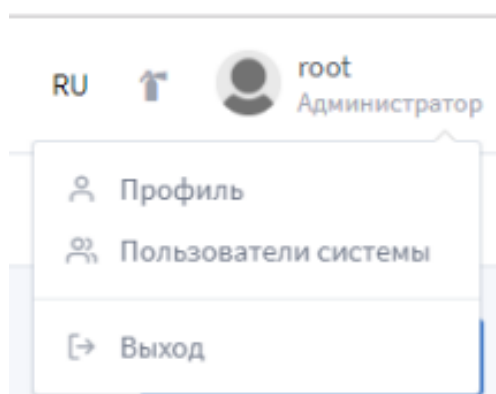 RU
root
Администратор
Профиль
Пользователи системы
Выход